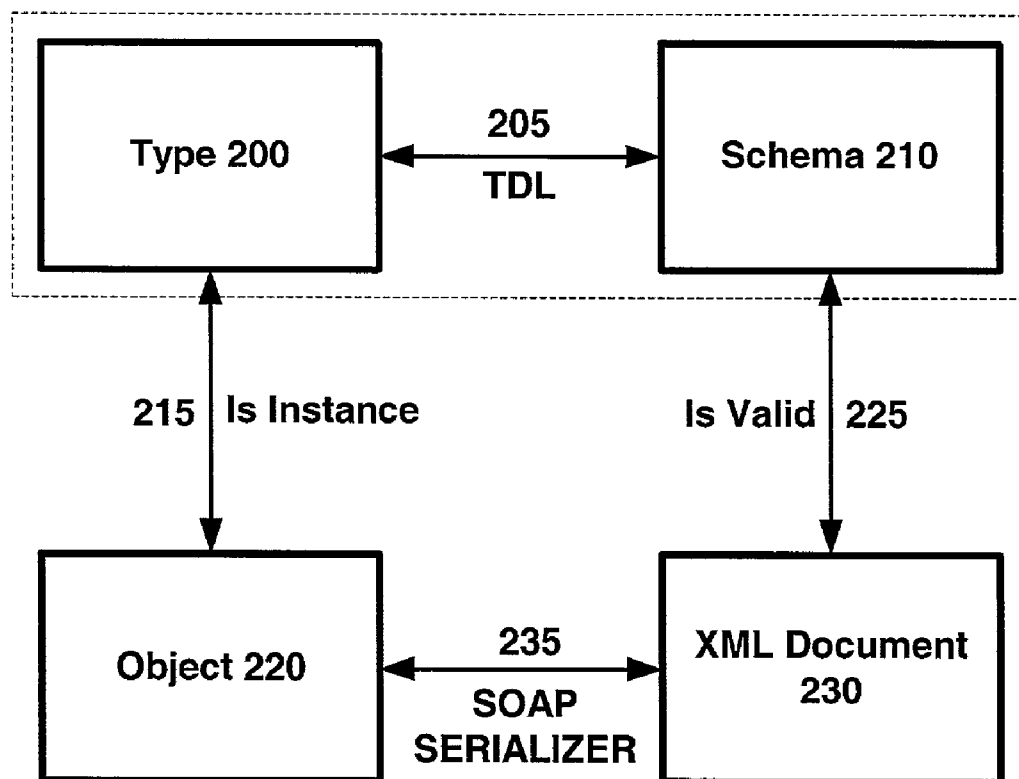 Type 200
205
TDL
Schema 210
215
Is Instance
Is Valid
225
Object 220
235
SOAP
SERIALIZER
XML Document
230